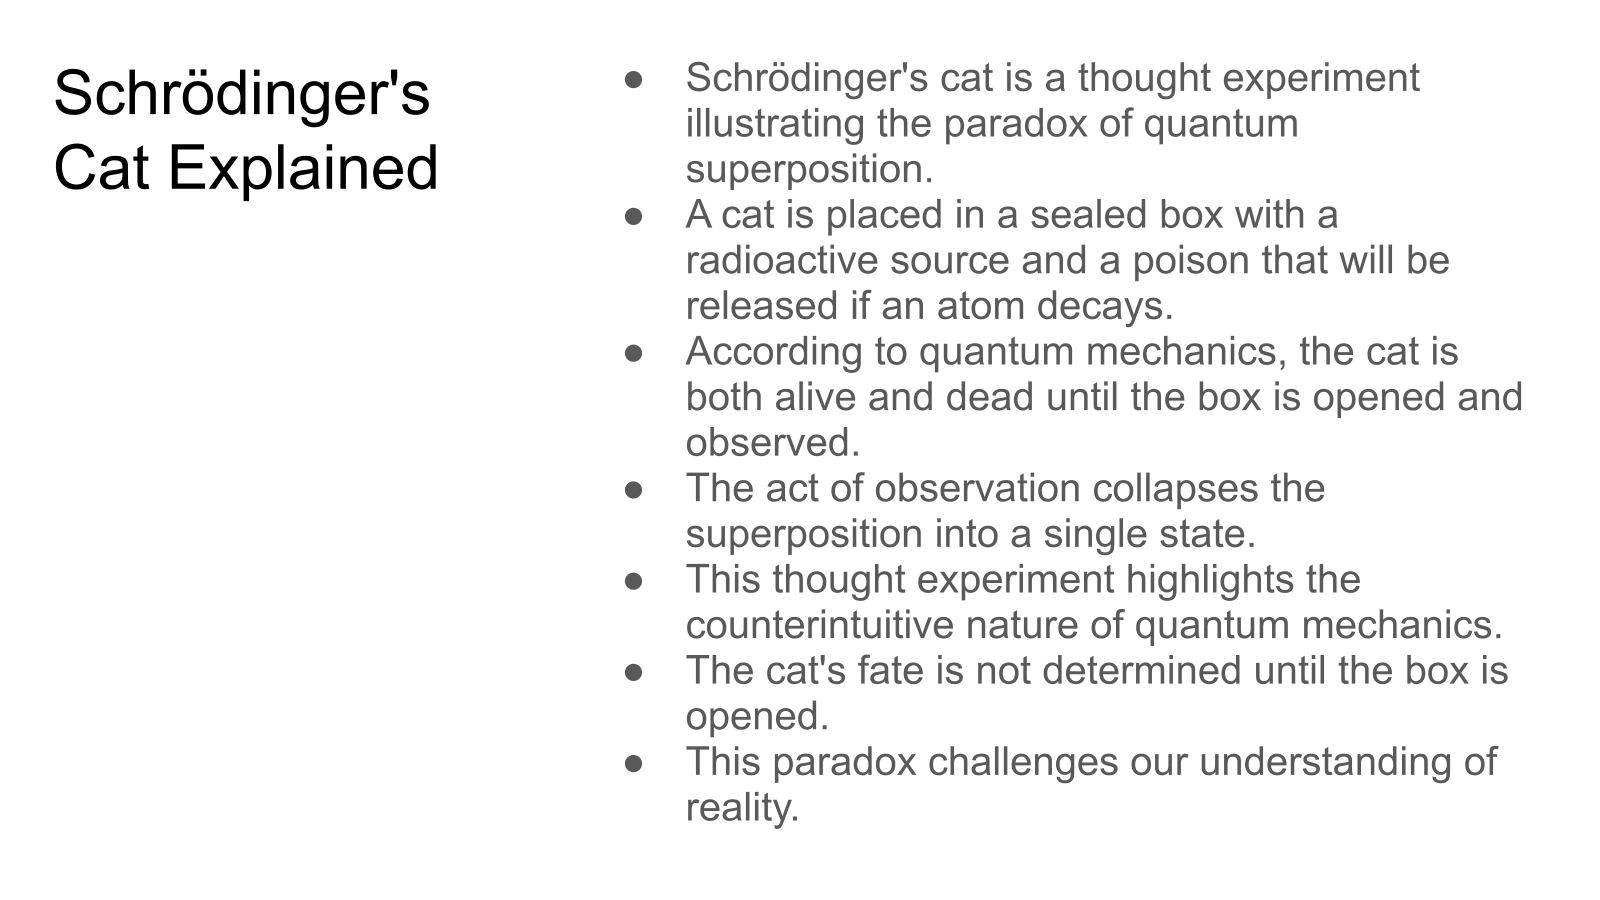 Schrödinger's
Cat Explained
● Schrödinger's cat is a thought experiment
illustrating the paradox of quantum
superposition.
● A cat is placed in a sealed box with a
radioactive source and a poison that will be
released if an atom decays.
● According to quantum mechanics, the cat is
both alive and dead until the box is opened and
observed.
● The act of observation collapses the
superposition into a single state.
● This thought experiment highlights the
counterintuitive nature of quantum mechanics.
● The cat's fate is not determined until the box is
opened.
● This paradox challenges our understanding of
reality.